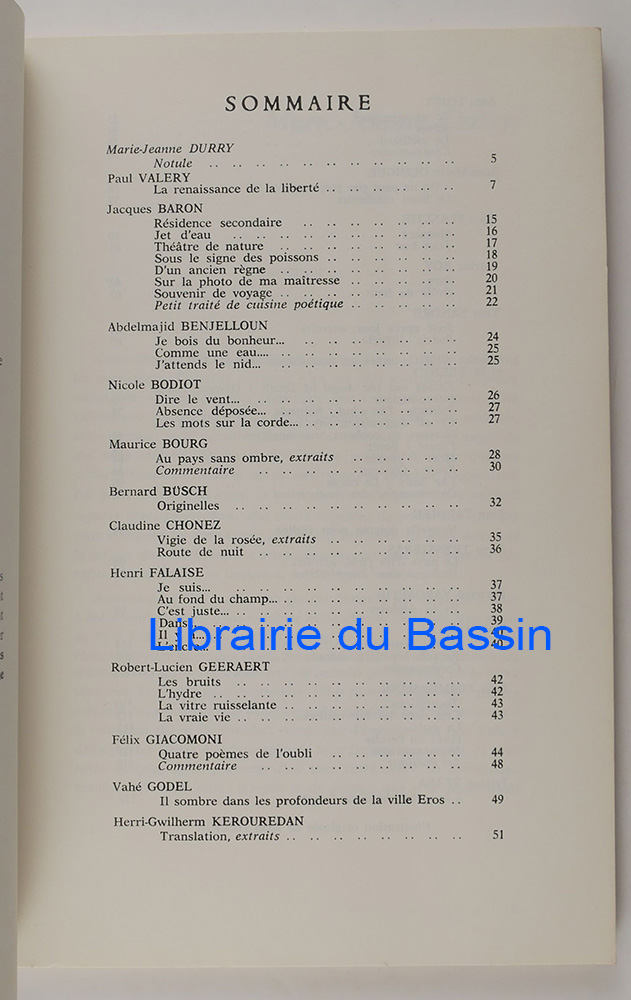 SOMMAIRE
Marie-Jeanne DURRY
Notule .. .. .. .. .. .. .. .. .. .. .. 5
Paul VALERY
La renaissance de la liberté .. .. .. .. .. .. 7
Jacques BARON
Résidence secondaire .. .. .. .. .. .. .. 15
Jet d'eau .. .. .. .. .. .. .. .. .. .. 16
Théâtre de nature .. .. .. .. .. .. .. .. 17
Sous le signe des poissons .. .. .. .. .. .. 18
D'un ancien règne .. .. .. .. .. .. .. .. 19
Sur la photo de ma maîtresse .. .. .. .. .. 20
Souvenir de voyage .. .. .. .. .. .. .. .. 21
Petit traité de cuisine poétique .. .. .. .. .. 22
Abdelmajid BENJELLOUN
Je bois du bonheur... .. .. .. .. .. .. .. 24
Comme une eau.... .. .. .. .. .. .. .. .. 25
J'attends le nid... .. .. .. .. .. .. .. .. 25
Nicole BODIOT
Dire le vent... .. .. .. .. .. .. .. .. .. 26
Absence déposée... .. .. .. .. .. .. .. .. 27
Les mots sur la corde... .. .. .. .. .. .. .. 27
Maurice BOURG
Au pays sans ombre, extraits .. .. .. .. .. 28
Commentaire .. .. .. .. .. .. .. .. .. 30
Bernard BÜSCH
Originelles .. .. .. .. .. .. .. .. .. .. 32
Claudine CHONEZ
Vigie de la rosée, extraits .. .. .. .. .. .. 35
Route de nuit .. .. .. .. .. .. .. .. .. 36
Henri FALAISE
Je suis... .. .. .. .. .. .. .. .. .. .. 37
Au fond du champ... .. .. .. .. .. .. .. .. 37
C'est juste... .. .. .. .. .. .. .. .. .. .. 38
Dans... .. .. .. .. .. .. .. .. .. .. 39
Il y a...
L'encre... 40
Librairie du Bassin
Robert-Lucien GEERAERT
Les bruits .. .. .. .. .. .. .. .. .. .. 42
L'hydre .. .. .. .. .. .. .. .. .. .. .. 42
La vitre ruisselante .. .. .. .. .. .. .. .. 43
La vraie vie .. .. .. .. .. .. .. .. .. .. 43
Félix GIACOMONI
Quatre poèmes de l'oubli .. .. .. .. .. .. 44
Commentaire .. .. .. .. .. .. .. .. .. 48
Vahé GODEL
Il sombre dans les profondeurs de la ville Eros .. 49
Herri-Gwilherm KEROUREDAN
Translation, extraits .. .. .. .. .. .. .. .. 51